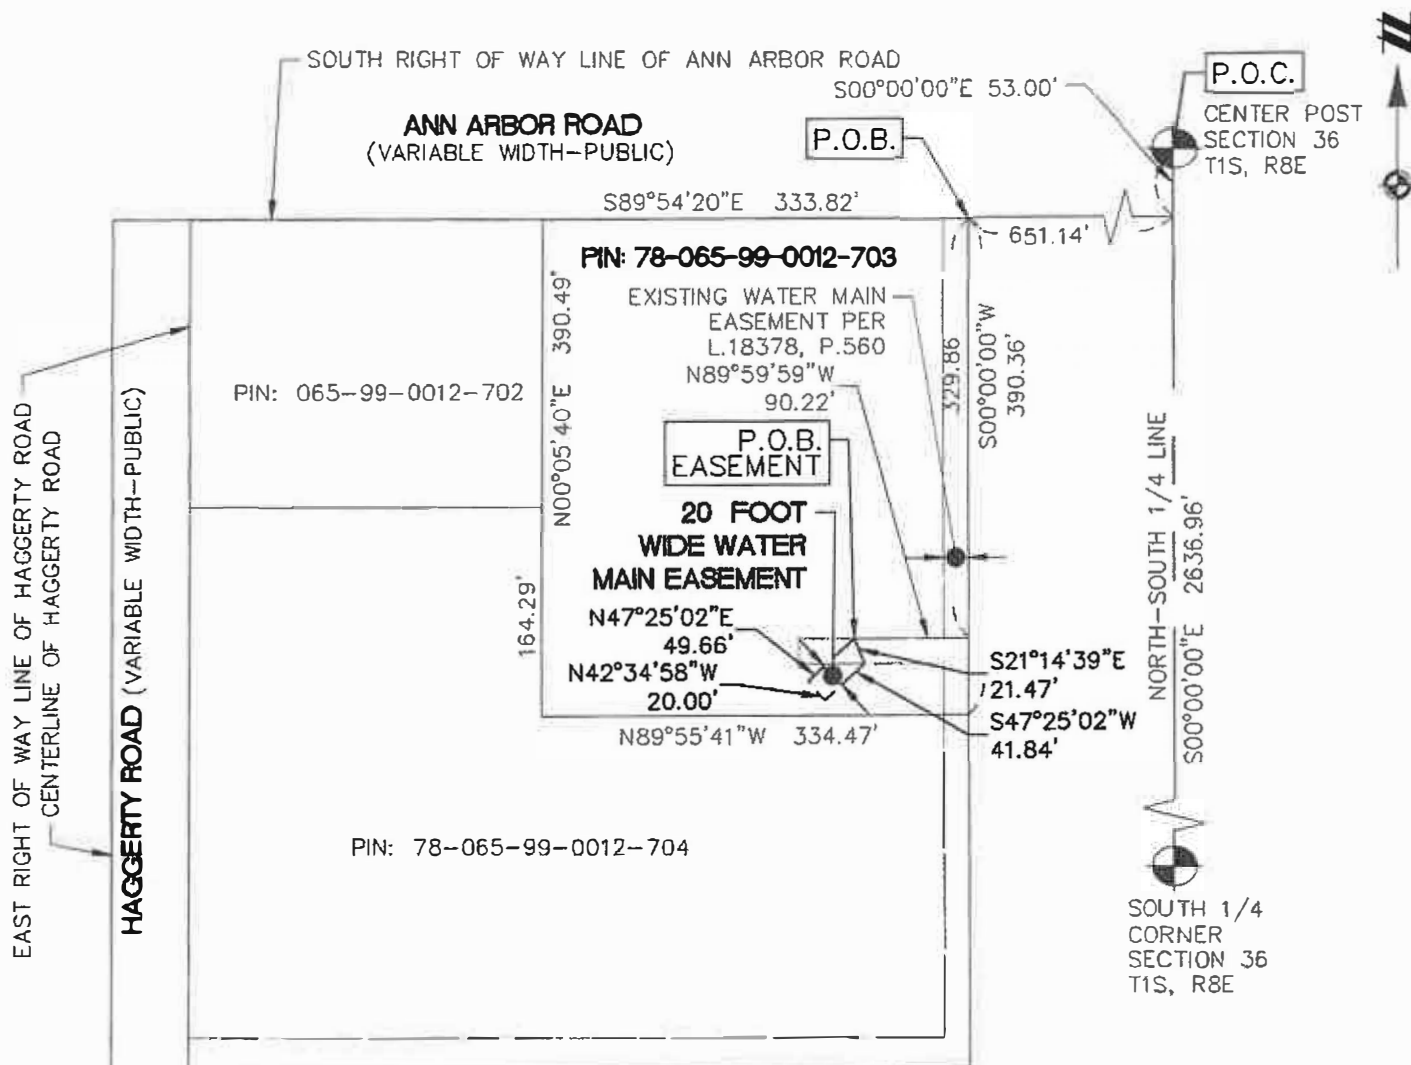 SOUTH RIGHT OF WAY LINE OF ANN ARBOR ROAD
S00°00'00"E 53.00'
P.O.C.
CENTER POST
SECTION 36
T1S, R8E
ANN ARBOR ROAD
(VARIABLE WIDTH-PUBLIC)
P.O.B.
S89°54'20"E 333.82'
651.14'
PIN: 78-065-99-0012-703
EXISTING WATER MAIN
EASEMENT PER
L.18378, P.560
N89°59'59"W
90.22'
N00°05'40"E 390.49'
329.86
S00°00'00"W
390.36'
PIN: 065-99-0012-702
P.O.B.
EASEMENT
20 FOOT
WIDE WATER
MAIN EASEMENT
N47°25'02"E
49.66'
N42°34'58"W
20.00'
164.29'
S21°14'39"E
21.47'
S47°25'02"W
41.84'
N89°55'41"W 334.47'
NORTH-SOUTH 1/4 LINE
S00°00'00"E 2636.96'
EAST RIGHT OF WAY LINE OF HAGGERTY ROAD
CENTERLINE OF HAGGERTY ROAD
HAGGERTY ROAD (VARIABLE WIDTH-PUBLIC)
PIN: 78-065-99-0012-704
SOUTH 1/4
CORNER
SECTION 36
T1S, R8E